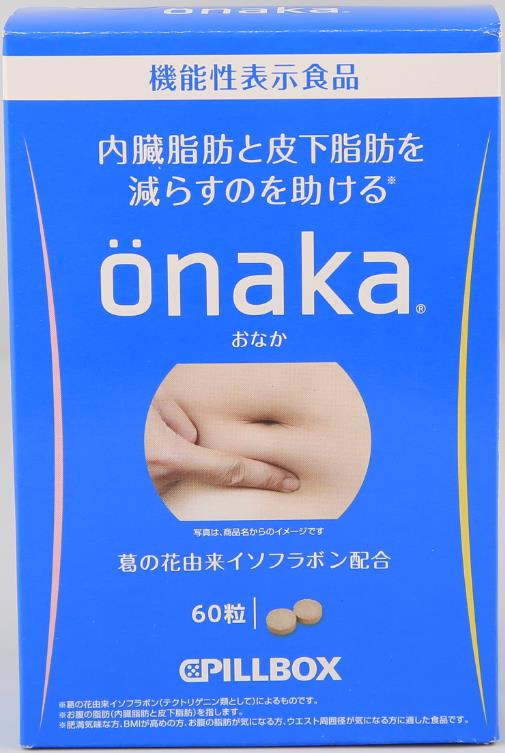 önaka
機能性表示食品
内臓脂肪と皮下脂肪を
減らすのを助ける※
önaka®
おなか
写真は、商品名からのイメージです
葛の花由来イソフラボン配合
60粒
PILLBOX
※葛の花由来イソフラボン(テクトリゲニン類として)によるものです。
※お腹の脂肪(内臓脂肪と皮下脂肪)を指します。
※肥満気味な方、BMIが高めの方、お腹の脂肪が気になる方、ウエスト周囲径が気になる方に適した食品です。